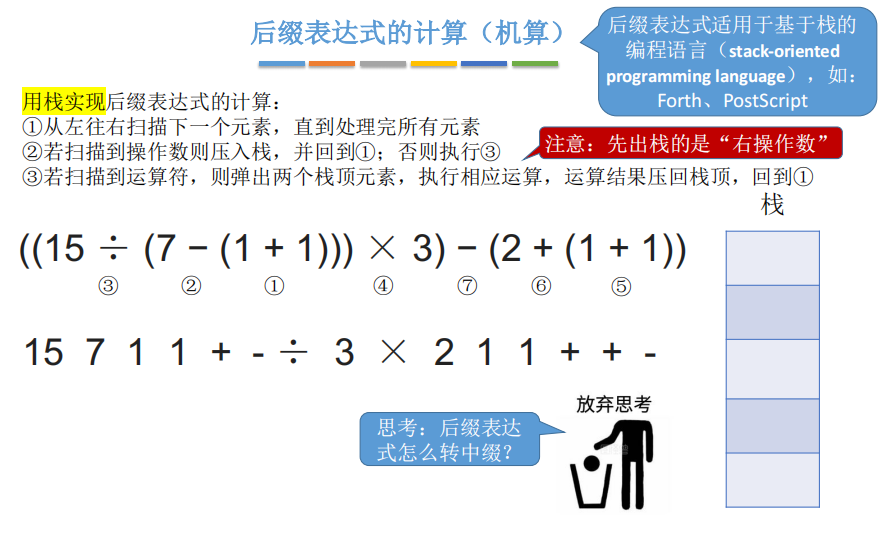 后缀表达式的计算（机算）
后缀表达式适用于基于栈的
编程语言（stack-oriented
programming language），如：
Forth、PostScript
用栈实现后缀表达式的计算：
①从左往右扫描下一个元素，直到处理完所有元素
②若扫描到操作数则压入栈，并回到①；否则执行③
注意：先出栈的是“右操作数”
③若扫描到运算符，则弹出两个栈顶元素，执行相应运算，运算结果压回栈顶，回到①
栈
((15 ÷ (7 − (1 + 1))) × 3) − (2 + (1 + 1))
③ ② ① ④ ⑦ ⑥ ⑤
15 7 1 1 + - ÷ 3 × 2 1 1 + + -
放弃思考
思考：后缀表达
式怎么转中缀？